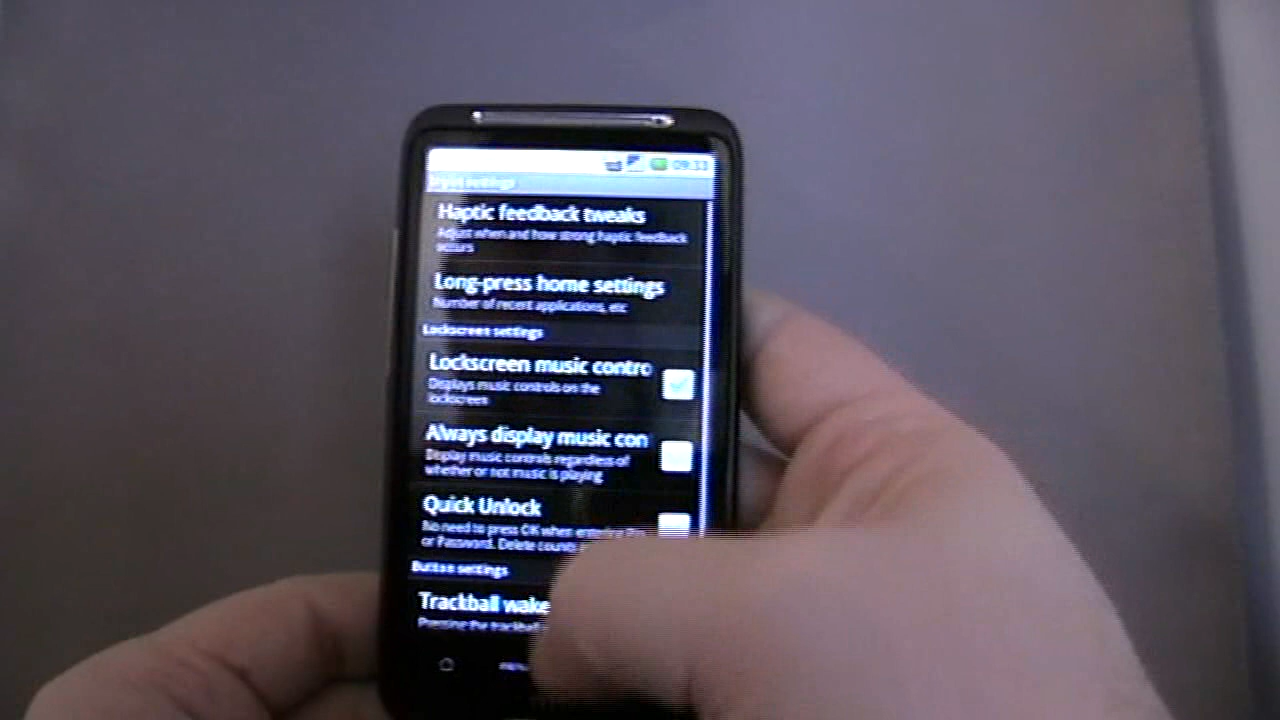 09:33
Input settings
Haptic feedback tweaks
Adjust when and how strong haptic feedback
occurs
Long-press home settings
Number of recent applications, etc
Lockscreen settings
Lockscreen music contro
Displays music controls on the
lockscreen
Always display music con
Display music controls regardless of
whether or not music is playing
Quick Unlock
No need to press OK when entering
or Password. Delete counts
Button settings
Trackball wake
Pressing the trackball
MENU